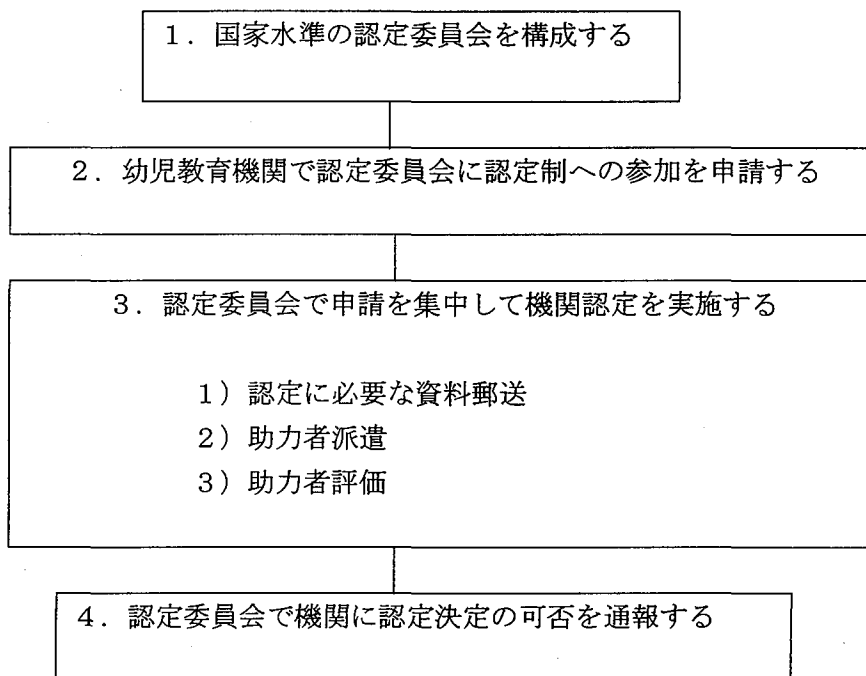 1．国家水準の認定委員会を構成する
2．幼児教育機関で認定委員会に認定制への参加を申請する
3．認定委員会で申請を集中して機関認定を実施する
1）認定に必要な資料郵送
2）助力者派遣
3）助力者評価
4．認定委員会で機関に認定決定の可否を通報する